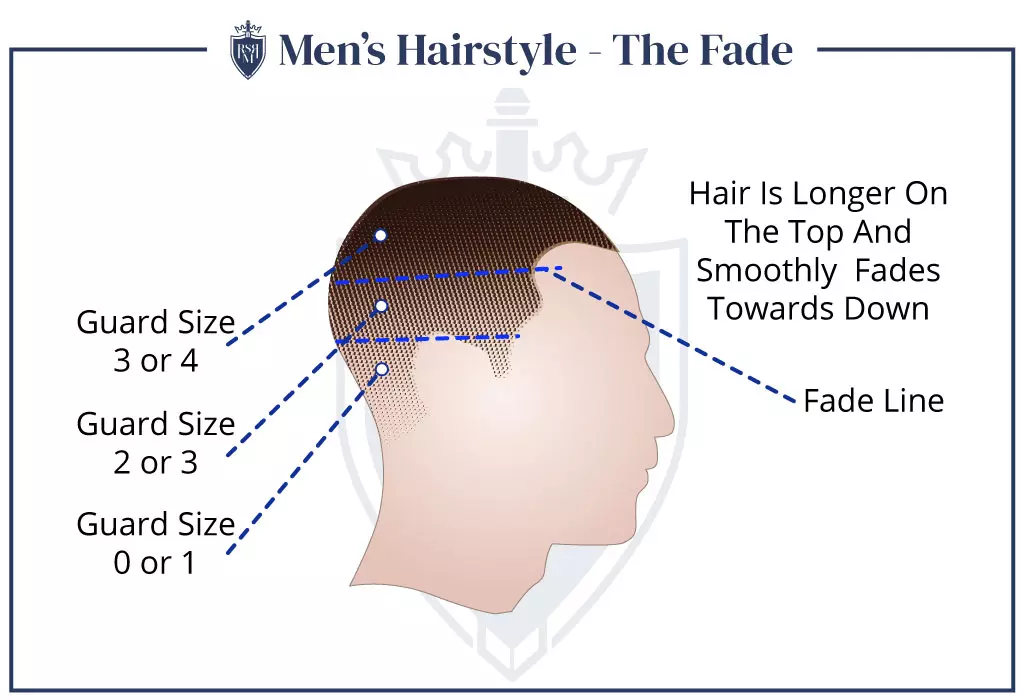 Men's Hairstyle - The Fade
Hair Is Longer On
The Top And
Smoothly Fades
Towards Down
Guard Size
3 or 4
Fade Line
Guard Size
2 or 3
Guard Size
0 or 1